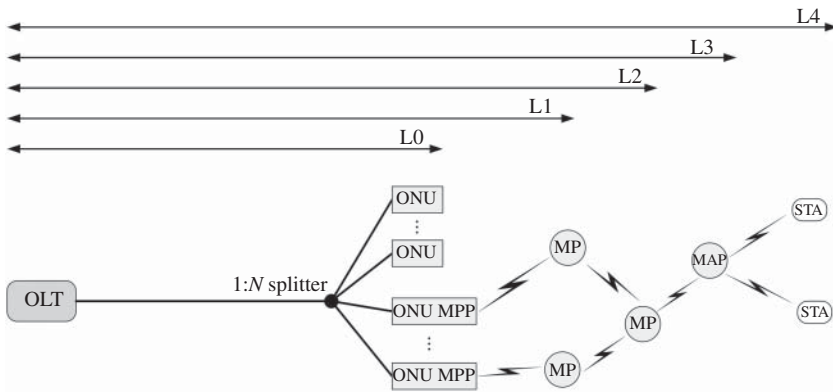 L4
L3
L2
L1
L0
ONU
⋮
ONU
STA
MP
MAP
1:N splitter
OLT
ONU MPP
⋮
MP
STA
ONU MPP
MP